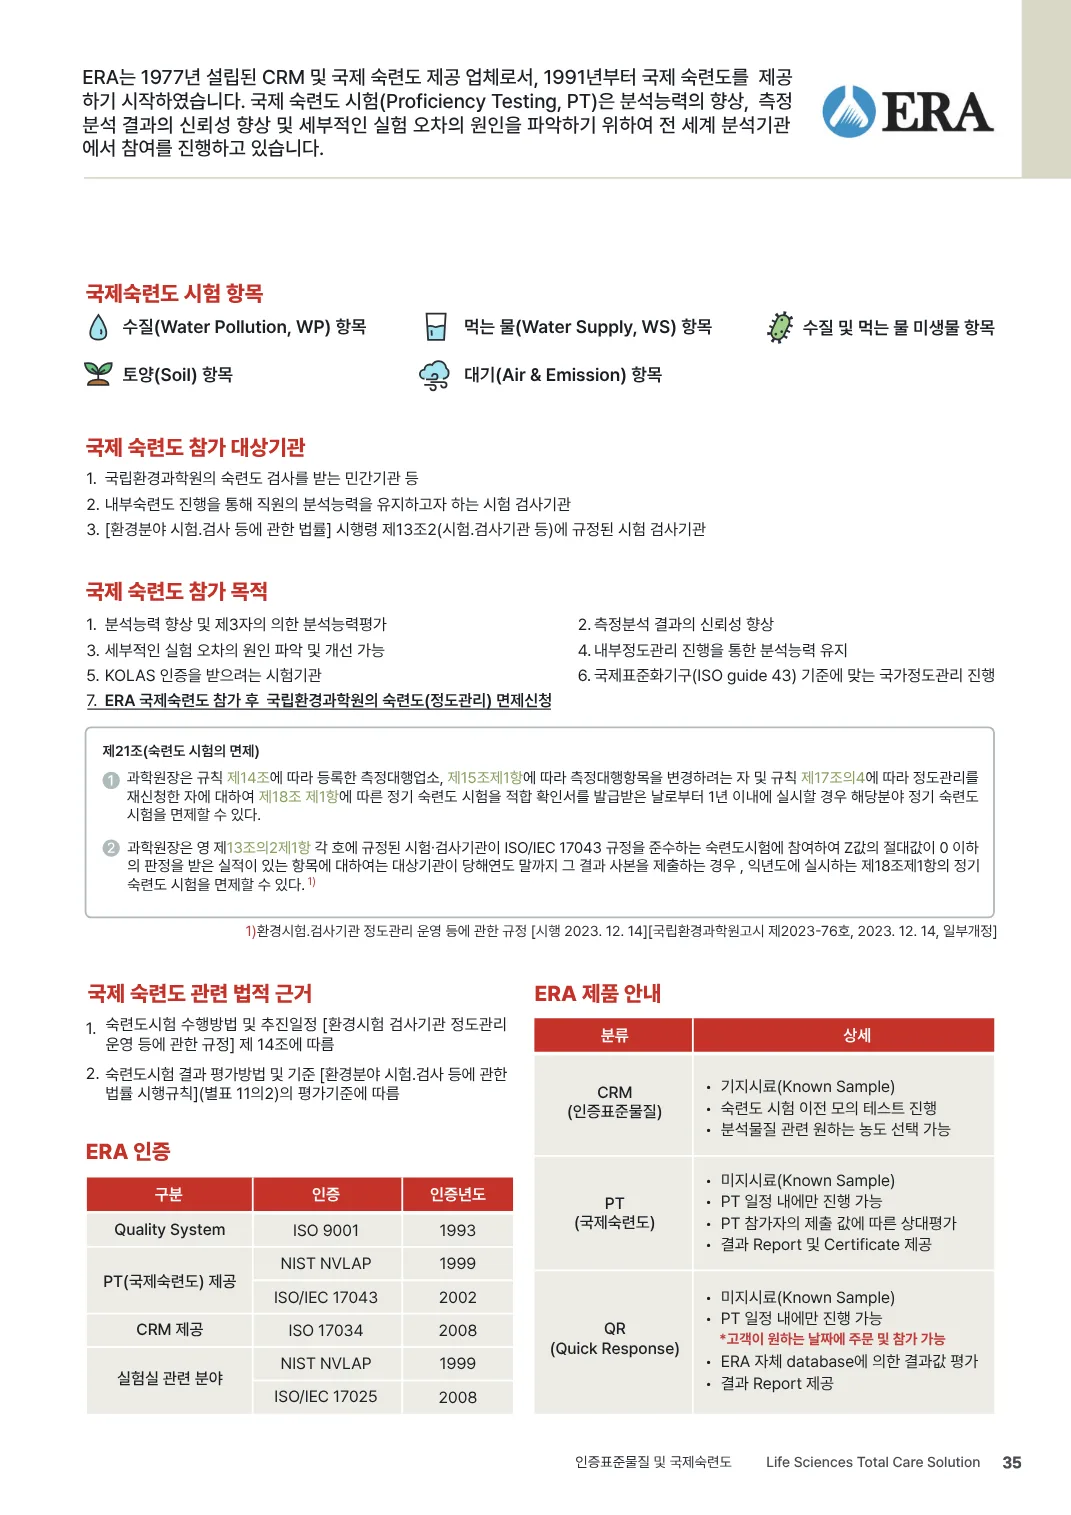 ERA는 1977년 설립된 CRM 및 국제 숙련도 제공 업체로서, 1991년부터 국제 숙련도를 제공
하기 시작하였습니다. 국제 숙련도 시험(Proficiency Testing, PT)은 분석능력의 향상, 측정
분석 결과의 신뢰성 향상 및 세부적인 실험 오차의 원인을 파악하기 위하여 전 세계 분석기관
에서 참여를 진행하고 있습니다.
ERA
국제숙련도 시험 항목
수질(Water Pollution, WP) 항목
먹는 물(Water Supply, WS) 항목
수질 및 먹는 물 미생물 항목
토양(Soil) 항목
대기(Air & Emission) 항목
국제 숙련도 참가 대상기관
1. 국립환경과학원의 숙련도 검사를 받는 민간기관 등
2. 내부숙련도 진행을 통해 직원의 분석능력을 유지하고자 하는 시험 검사기관
3. [환경분야 시험.검사 등에 관한 법률] 시행령 제13조2(시험.검사기관 등)에 규정된 시험 검사기관
국제 숙련도 참가 목적
1. 분석능력 향상 및 제3자의 의한 분석능력평가
2. 측정분석 결과의 신뢰성 향상
3. 세부적인 실험 오차의 원인 파악 및 개선 가능
4. 내부정도관리 진행을 통한 분석능력 유지
5. KOLAS 인증을 받으려는 시험기관
6. 국제표준화기구(ISO guide 43) 기준에 맞는 국가정도관리 진행
7. ERA 국제숙련도 참가 후 국립환경과학원의 숙련도(정도관리) 면제신청
제21조(숙련도 시험의 면제)
1 과학원장은 규칙 제14조에 따라 등록한 측정대행업소, 제15조제1항에 따라 측정대행항목을 변경하려는 자 및 규칙 제17조의4에 따라 정도관리를
재신청한 자에 대하여 제18조 제1항에 따른 정기 숙련도 시험을 적합 확인서를 발급받은 날로부터 1년 이내에 실시할 경우 해당분야 정기 숙련도
시험을 면제할 수 있다.
2 과학원장은 영 제13조의2제1항 각 호에 규정된 시험·검사기관이 ISO/IEC 17043 규정을 준수하는 숙련도시험에 참여하여 Z값의 절대값이 0 이하
의 판정을 받은 실적이 있는 항목에 대하여는 대상기관이 당해연도 말까지 그 결과 사본을 제출하는 경우 , 익년도에 실시하는 제18조제1항의 정기
숙련도 시험을 면제할 수 있다. 1)
1)환경시험.검사기관 정도관리 운영 등에 관한 규정 [시행 2023. 12. 14][국립환경과학원고시 제2023-76호, 2023. 12. 14, 일부개정]
국제 숙련도 관련 법적 근거
1. 숙련도시험 수행방법 및 추진일정 [환경시험 검사기관 정도관리
운영 등에 관한 규정] 제 14조에 따름
2. 숙련도시험 결과 평가방법 및 기준 [환경분야 시험.검사 등에 관한
법률 시행규칙](별표 11의2)의 평가기준에 따름
ERA 인증
구분 인증 인증년도
Quality System ISO 9001 1993
PT(국제숙련도) 제공 NIST NVLAP 1999
ISO/IEC 17043 2002
CRM 제공 ISO 17034 2008
실험실 관련 분야 NIST NVLAP 1999
ISO/IEC 17025 2008
ERA 제품 안내
분류 상세
CRM
(인증표준물질)
• 기지시료(Known Sample)
• 숙련도 시험 이전 모의 테스트 진행
• 분석물질 관련 원하는 농도 선택 가능
PT
(국제숙련도)
• 미지시료(Known Sample)
• PT 일정 내에만 진행 가능
• PT 참가자의 제출 값에 따른 상대평가
• 결과 Report 및 Certificate 제공
QR
(Quick Response)
• 미지시료(Known Sample)
• PT 일정 내에만 진행 가능
*고객이 원하는 날짜에 주문 및 참가 가능
• ERA 자체 database에 의한 결과값 평가
• 결과 Report 제공
인증표준물질 및 국제숙련도 Life Sciences Total Care Solution 35